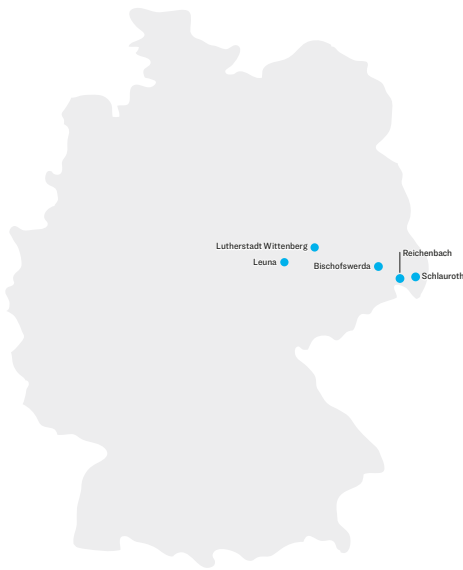 Lutherstadt Wittenberg
Reichenbach
Leuna
Bischofswerda
Schlauroth